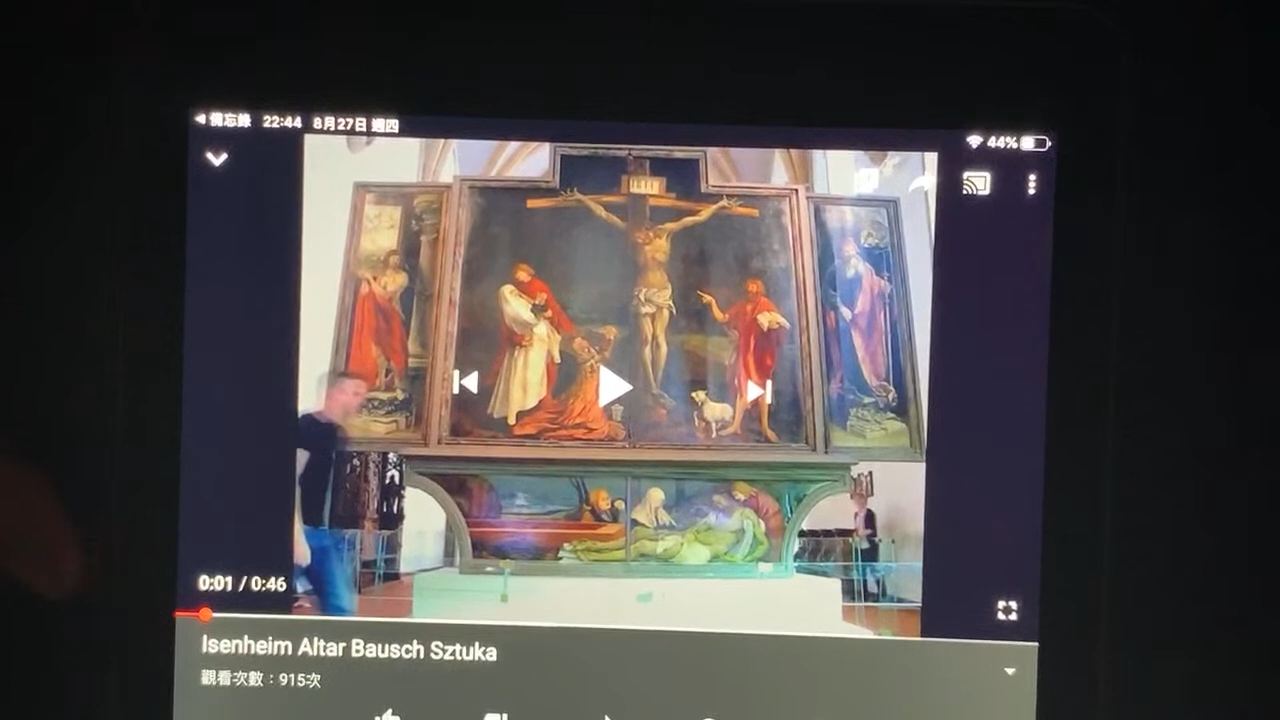 ◀ 備忘錄 22:44 8月27日 週四
44%
INRI
0:01 / 0:46
Isenheim Altar Bausch Sztuka
觀看次數：915次